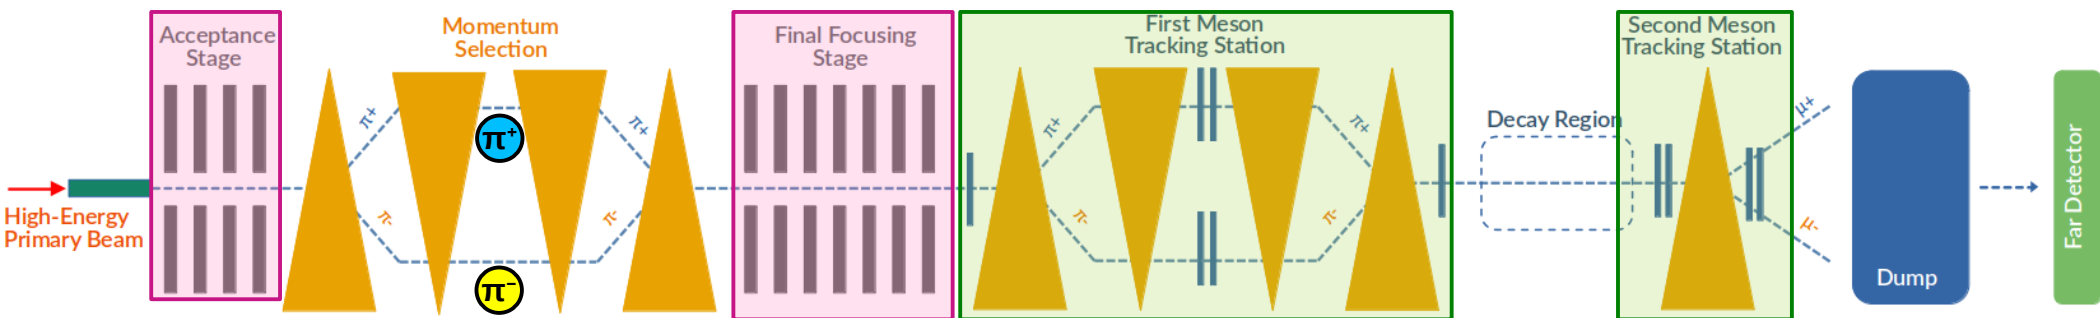 Acceptance
Stage
Momentum
Selection
Final Focusing
Stage
First Meson
Tracking Station
Second Meson
Tracking Station
π+
π+
π+
π+
π+
μ+
Decay Region
High-Energy
Primary Beam
π-
π-
π−
π-
π-
μ-
Dump
Far Detector